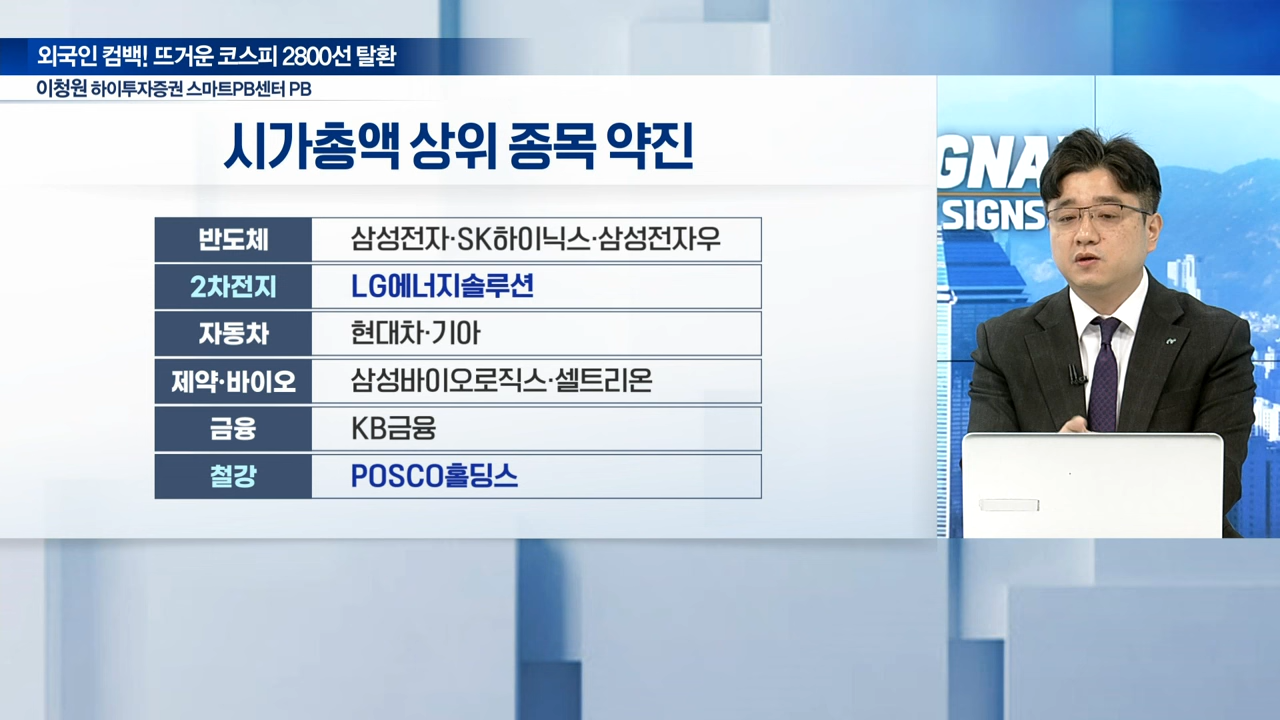 외국인 컴백! 뜨거운 코스피 2800선 탈환
이청원 하이투자증권 스마트PB센터 PB
시가총액 상위 종목 약진
반도체 삼성전자·SK하이닉스·삼성전자우
2차전지 LG에너지솔루션
자동차 현대차·기아
제약·바이오 삼성바이오로직스·셀트리온
금융 KB금융
철강 POSCO홀딩스
GNA
SIGNS